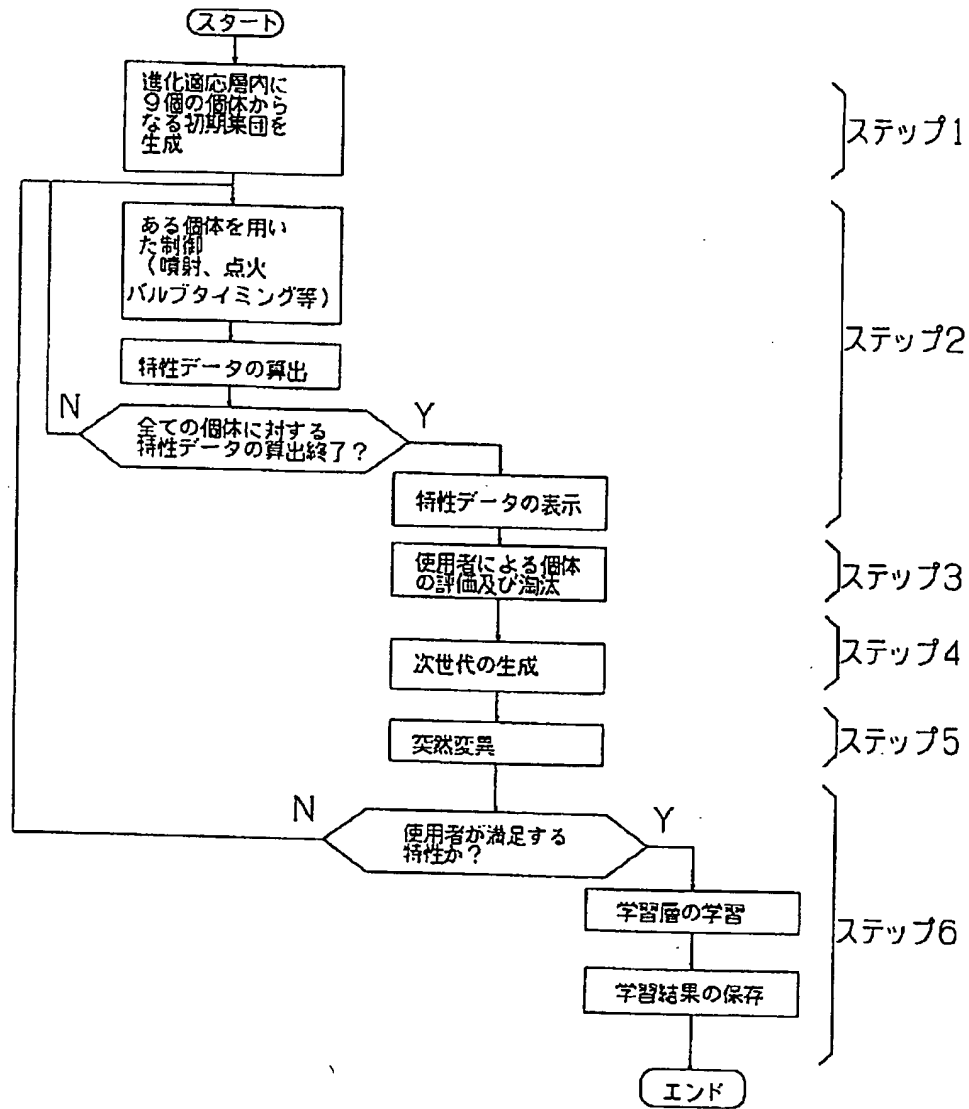 スタート
進化適応層内に
9個の個体から
なる初期集団を
生成
ステップ1
ある個体を用い
た制御
(噴射、点火
バルブタイミング等)
特性データの算出
N
全ての個体に対する
特性データの算出終了?
Y
特性データの表示
ステップ2
使用者による個体
の評価及び淘汰
ステップ3
次世代の生成
ステップ4
突然変異
ステップ5
N
使用者が満足する
特性か?
Y
学習層の学習
学習結果の保存
ステップ6
エンド